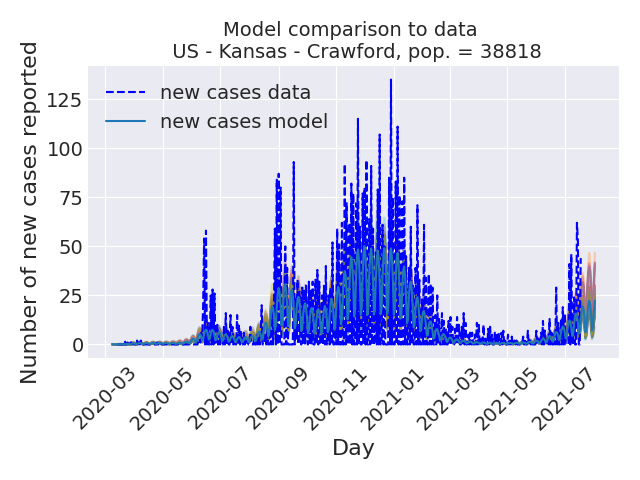 Model comparison to data
US - Kansas - Crawford, pop. = 38818
Number of new cases reported
125
100
75
50
25
0
new cases data
new cases model
2020-03
2020-05
2020-07
2020-09
2020-11
2021-01
2021-03
2021-05
2021-07
Day